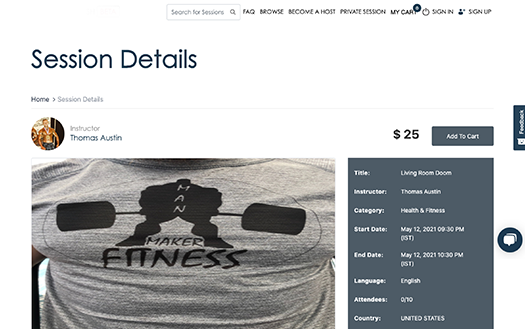 Search for Sessions
FAQ BROWSE BECOME A HOST PRIVATE SESSION MY CART 0 SIGN IN SIGN UP
Session Details
Home > Session Details
Instructor
Thomas Austin
$ 25
Add To Cart
Feedback
MAN
MAKER
FITNESS
Title: Living Room Doom
Instructor: Thomas Austin
Category: Health & Fitness
Start Date: May 12, 2021 09:30 PM
(IST)
End Date: May 12, 2021 10:30 PM
(IST)
Language: English
Attendees: 0/10
Country: UNITED STATES